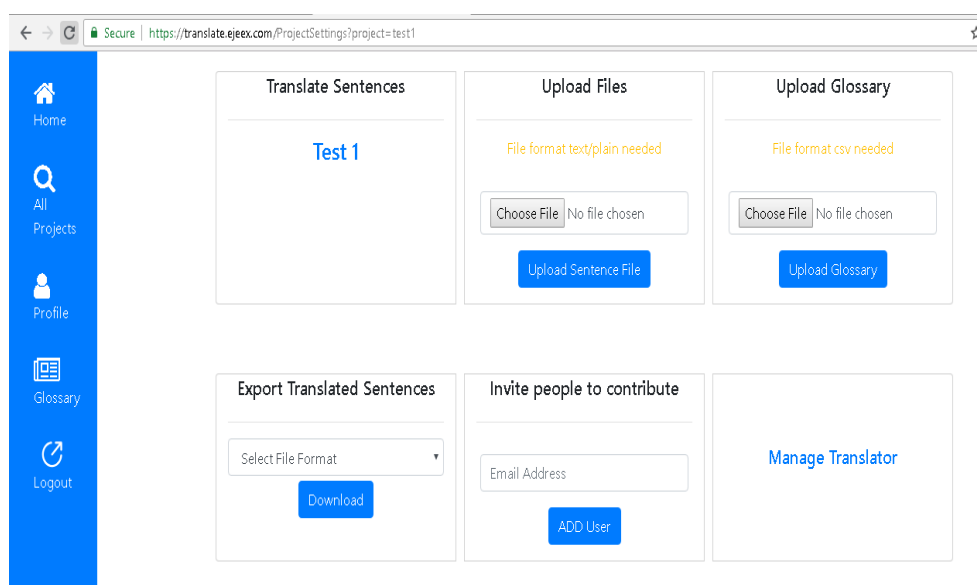 Secure | https://translate.ejeex.com/ProjectSettings?project=test1
Home
All
Projects
Profile
Glossary
Logout
Translate Sentences
Test 1
Upload Files
File format text/plain needed
Choose File No file chosen
Upload Sentence File
Upload Glossary
File format csv needed
Choose File No file chosen
Upload Glossary
Export Translated Sentences
Select File Format
Download
Invite people to contribute
Email Address
ADD User
Manage Translator